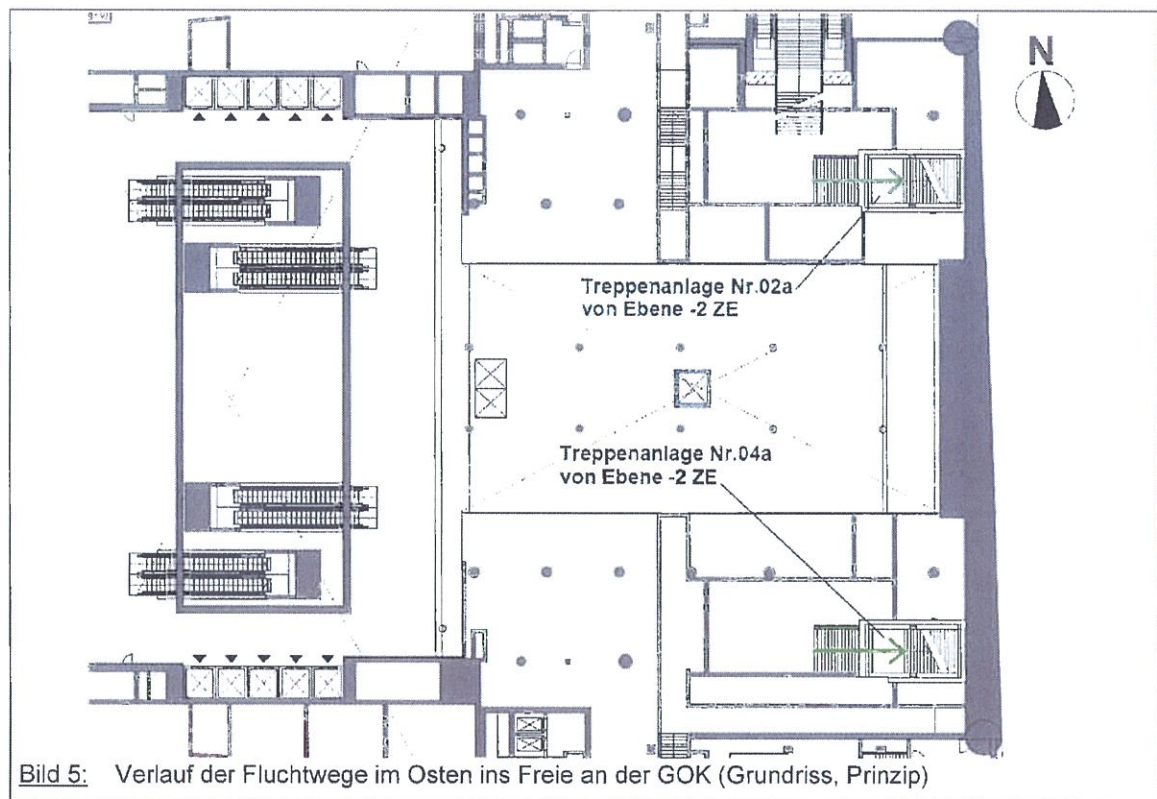 N
Treppenanlage Nr.02a
von Ebene -2 ZE
Treppenanlage Nr.04a
von Ebene -2 ZE
Bild 5: Verlauf der Fluchtwege im Osten ins Freie an der GOK (Grundriss, Prinzip)